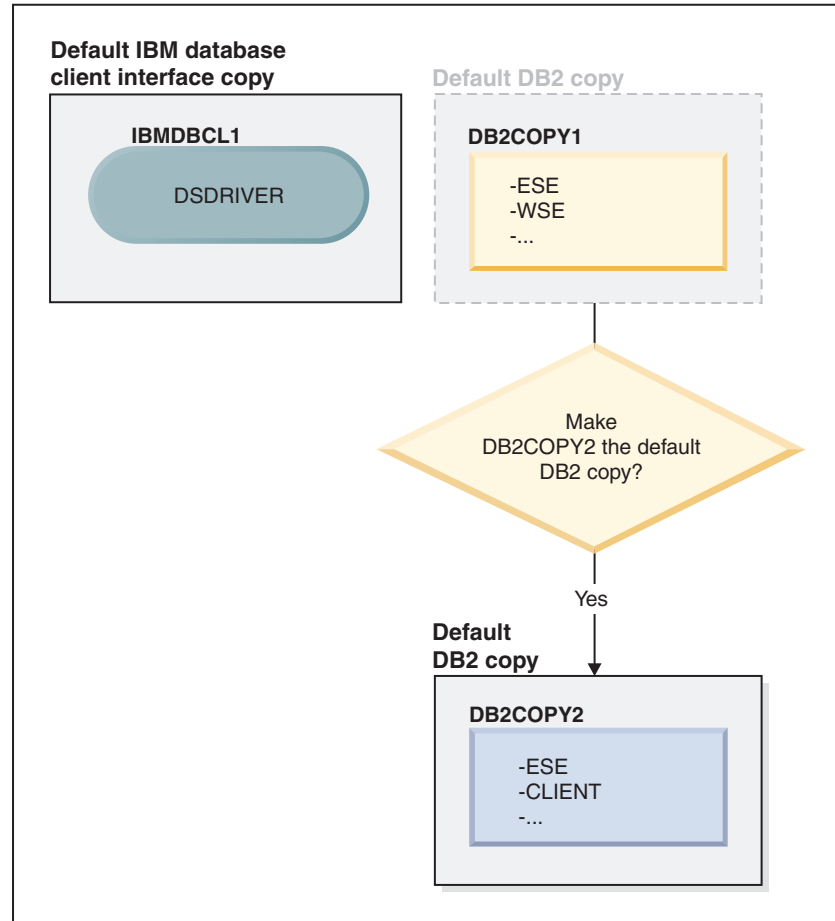 Default IBM database
client interface copy
IBMDBCL1
DSDRIVER
Default DB2 copy
DB2COPY1
-ESE
-WSE
-...
Make
DB2COPY2 the default
DB2 copy?
Yes
Default
DB2 copy
DB2COPY2
-ESE
-CLIENT
-...